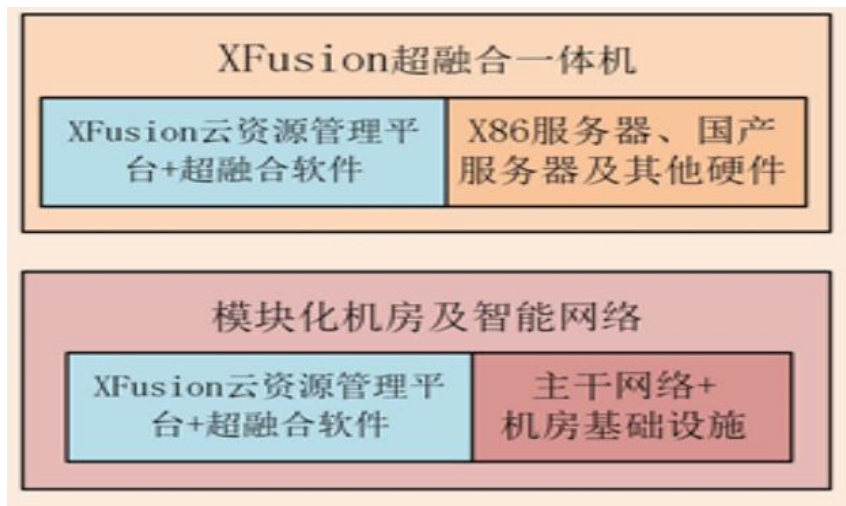 XFusion超融合一体机
XFusion云资源管理平
台+超融合软件
X86服务器、国产
服务器及其他硬件
模块化机房及智能网络
XFusion云资源管理平
台+超融合软件
主干网络+
机房基础设施